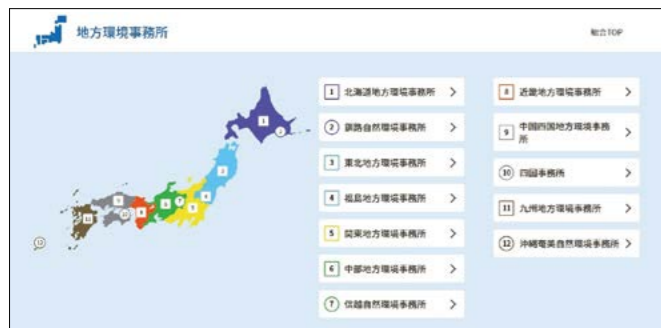 地方環境事務所
総合TOP
1 北海道地方環境事務所
2 釧路自然環境事務所
3 東北地方環境事務所
4 福島地方環境事務所
5 関東地方環境事務所
6 中部地方環境事務所
7 信越自然環境事務所
8 近畿地方環境事務所
9 中国四国地方環境事務
所
10 四国事務所
11 九州地方環境事務所
12 沖縄奄美自然環境事務所